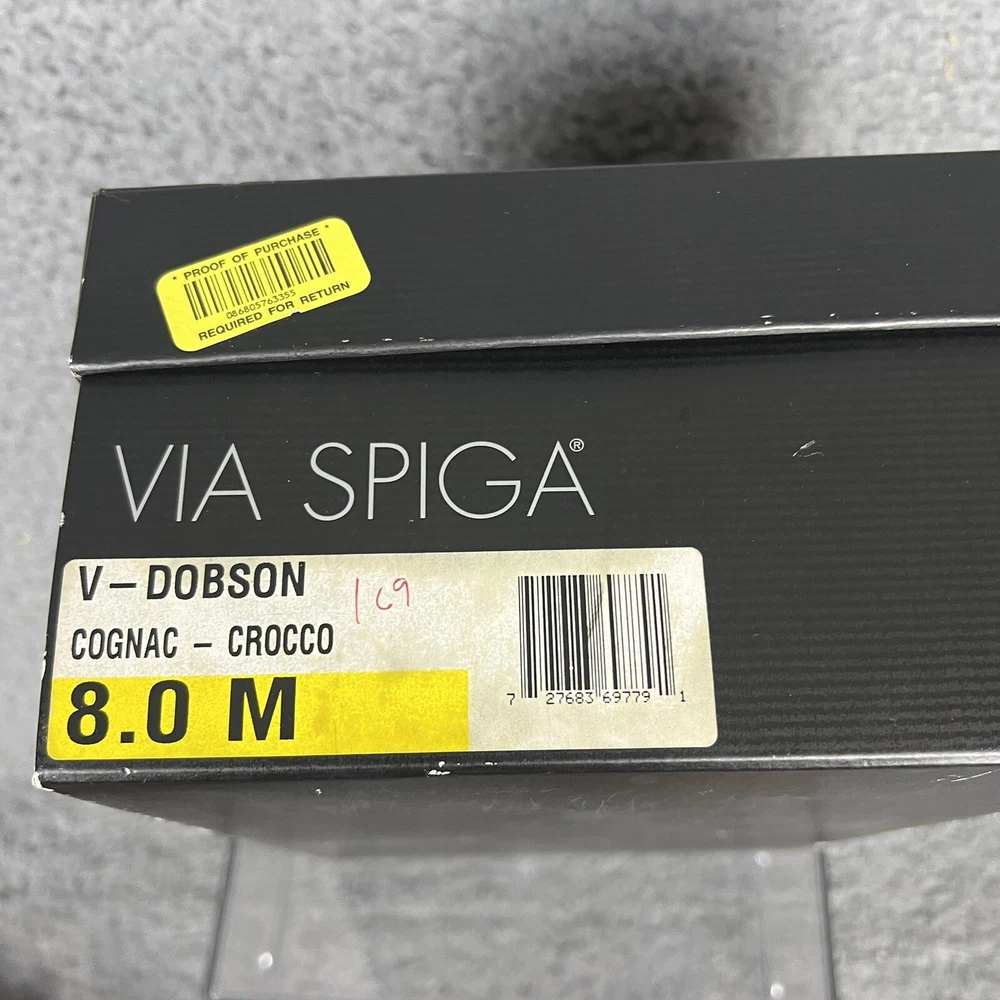 * PROOF OF PURCHASE *
086805763355
REQUIRED FOR RETURN
VIA SPIGA®
V-DOBSON
169
COGNAC - CROCCO
8.0 M
7 27683 69779 1